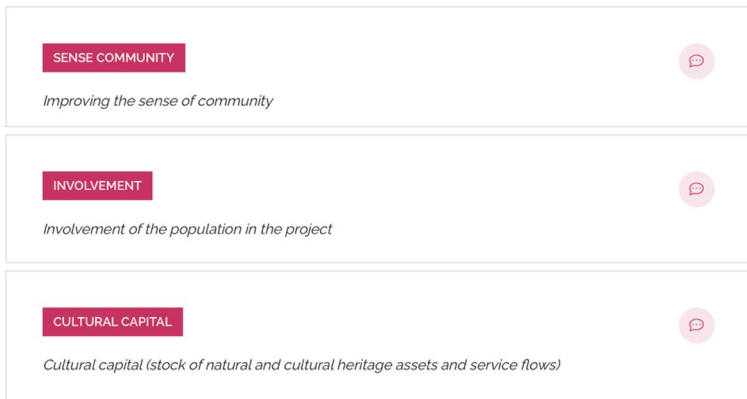 SENSE COMMUNITY
Improving the sense of community
INVOLVEMENT
Involvement of the population in the project
CULTURAL CAPITAL
Cultural capital (stock of natural and cultural heritage assets and service flows)